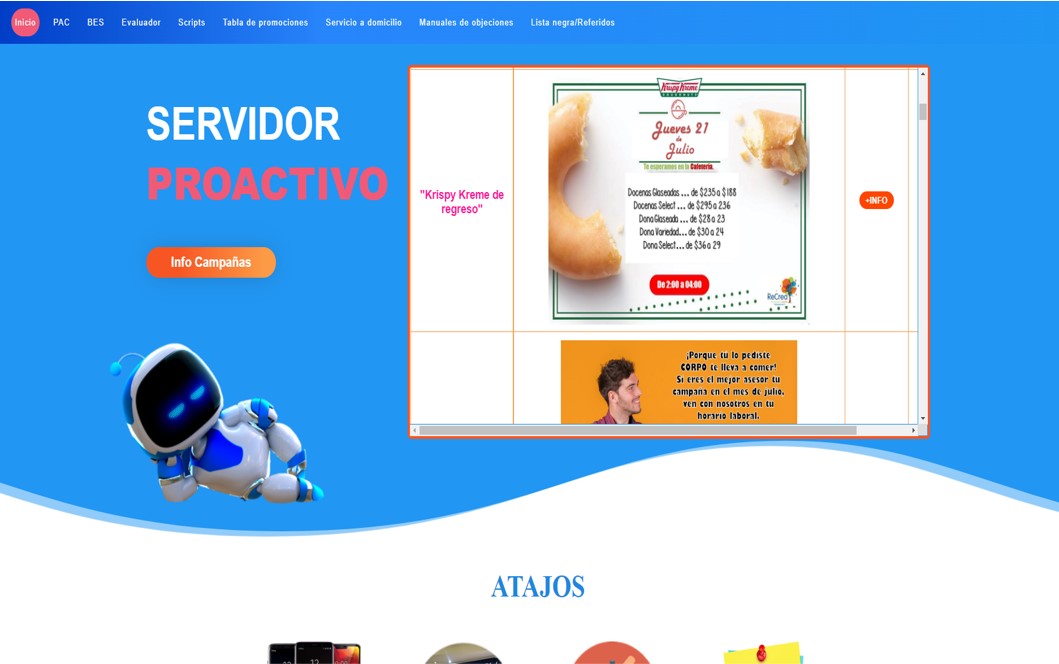 Inicio
PAC
BES
Evaluador
Scripts
Tabla de promociones
Servicio a domicilio
Manuales de objeciones
Lista negra/Referidos
SERVIDOR
PROACTIVO
Info Campañas
"Krispy Kreme de
regreso"
Krispy Kreme
DOUGHNUTS
Jueves 21
de
Julio
Te esperamos en la Cafetería.
Docenas Glaseadas ... de $235 a $188
Docenas Select ... de $295 a 236
Dona Glaseada ... de $28 a 23
Dona Variedad... de $30 a 24
Dona Select... de $36 a 29
De 2:00 a 04:00
ReCrea
+INFO
¡Porque tu lo pediste
CORPO te lleva a comer!
Si eres el mejor asesor tu
campaña en el mes de julio,
ven con nosotros en tu
horario laboral.
ATAJOS
12